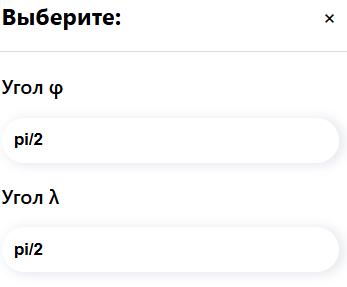 Выберите:
×
Угол φ
pi/2
Угол λ
pi/2